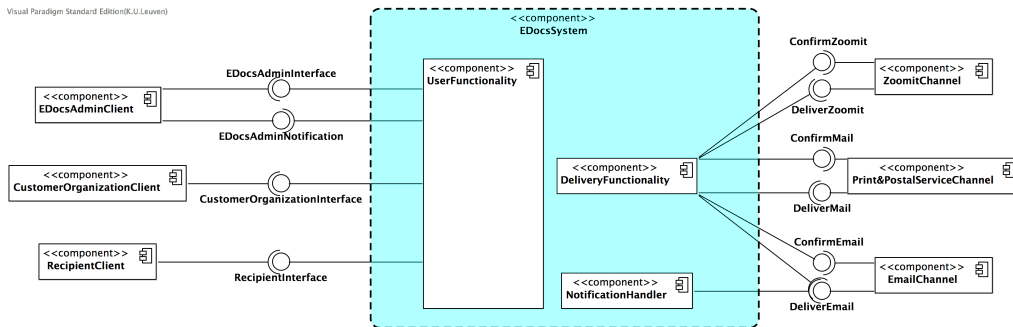 Visual Paradigm Standard Edition(K.U.Leuven)
<<component>>
EDocsSystem
<<component>>
EDocsAdminClient
EDocsAdminInterface
EDocsAdminNotification
<<component>>
CustomerOrganizationClient
CustomerOrganizationInterface
<<component>>
RecipientClient
RecipientInterface
<<component>>
UserFunctionality
<<component>>
DeliveryFunctionality
<<component>>
NotificationHandler
ConfirmZoomit
DeliverZoomit
<<component>>
ZoomitChannel
ConfirmMail
DeliverMail
<<component>>
Print&PostalServiceChannel
ConfirmEmail
DeliverEmail
<<component>>
EmailChannel